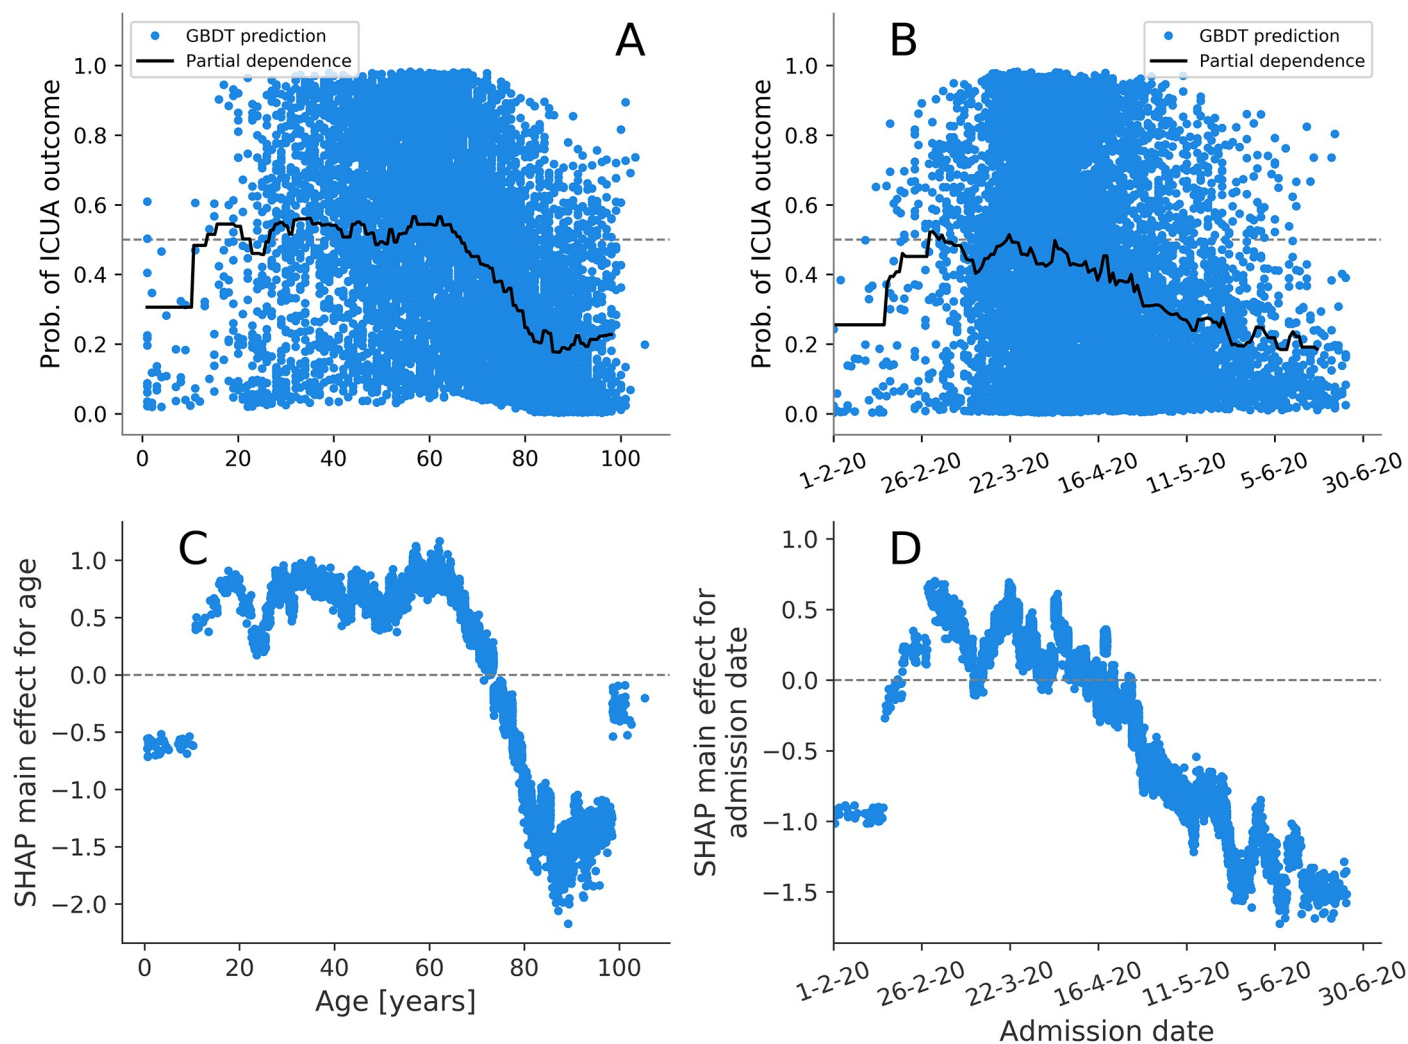 GBDT prediction
Partial dependence
A
Prob. of ICUA outcome
1.0
0.8
0.6
0.4
0.2
0.0
0 20 40 60 80 100
B
GBDT prediction
Partial dependence
Prob. of ICUA outcome
1.0
0.8
0.6
0.4
0.2
0.0
1-2-20 26-2-20 22-3-20 16-4-20 11-5-20 5-6-20 30-6-20
C
SHAP main effect for age
1.0
0.5
0.0
−0.5
−1.0
−1.5
−2.0
0 20 40 60 80 100
Age [years]
D
SHAP main effect for
admission date
1.0
0.5
0.0
−0.5
−1.0
−1.5
1-2-20 26-2-20 22-3-20 16-4-20 11-5-20 5-6-20 30-6-20
Admission date